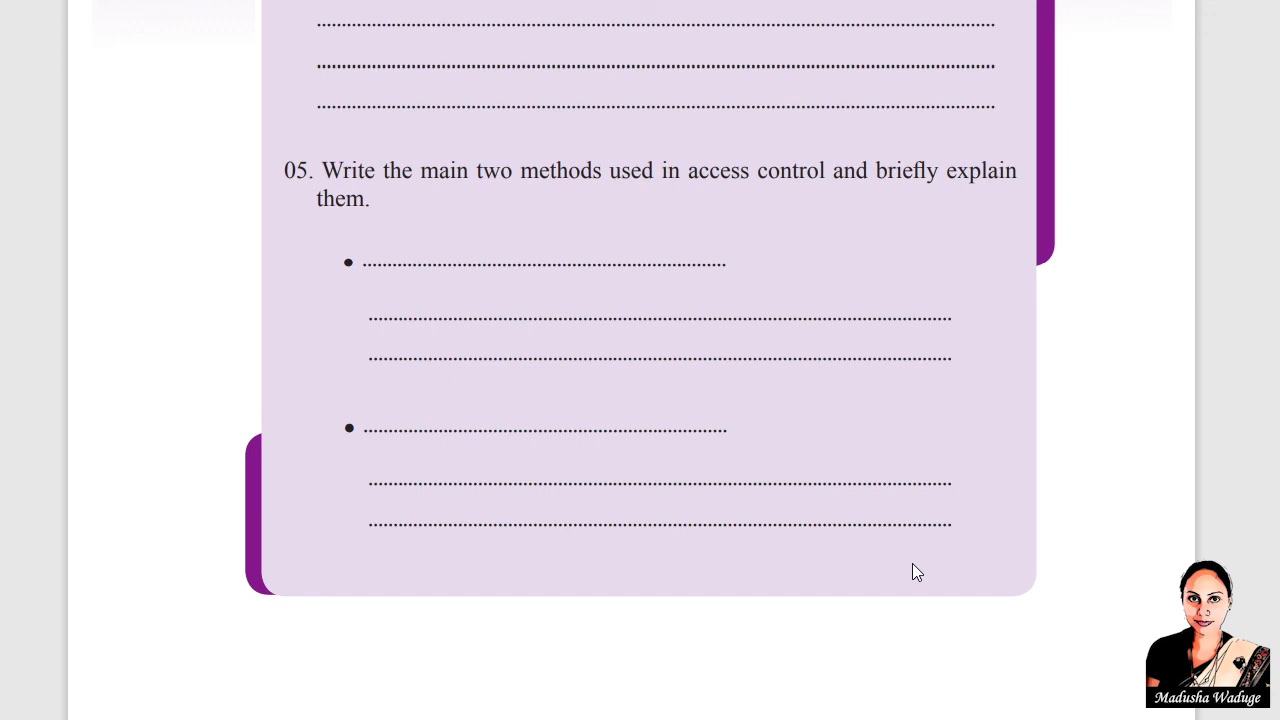 05. Write the main two methods used in access control and briefly explain
them.
Madusha Waduge